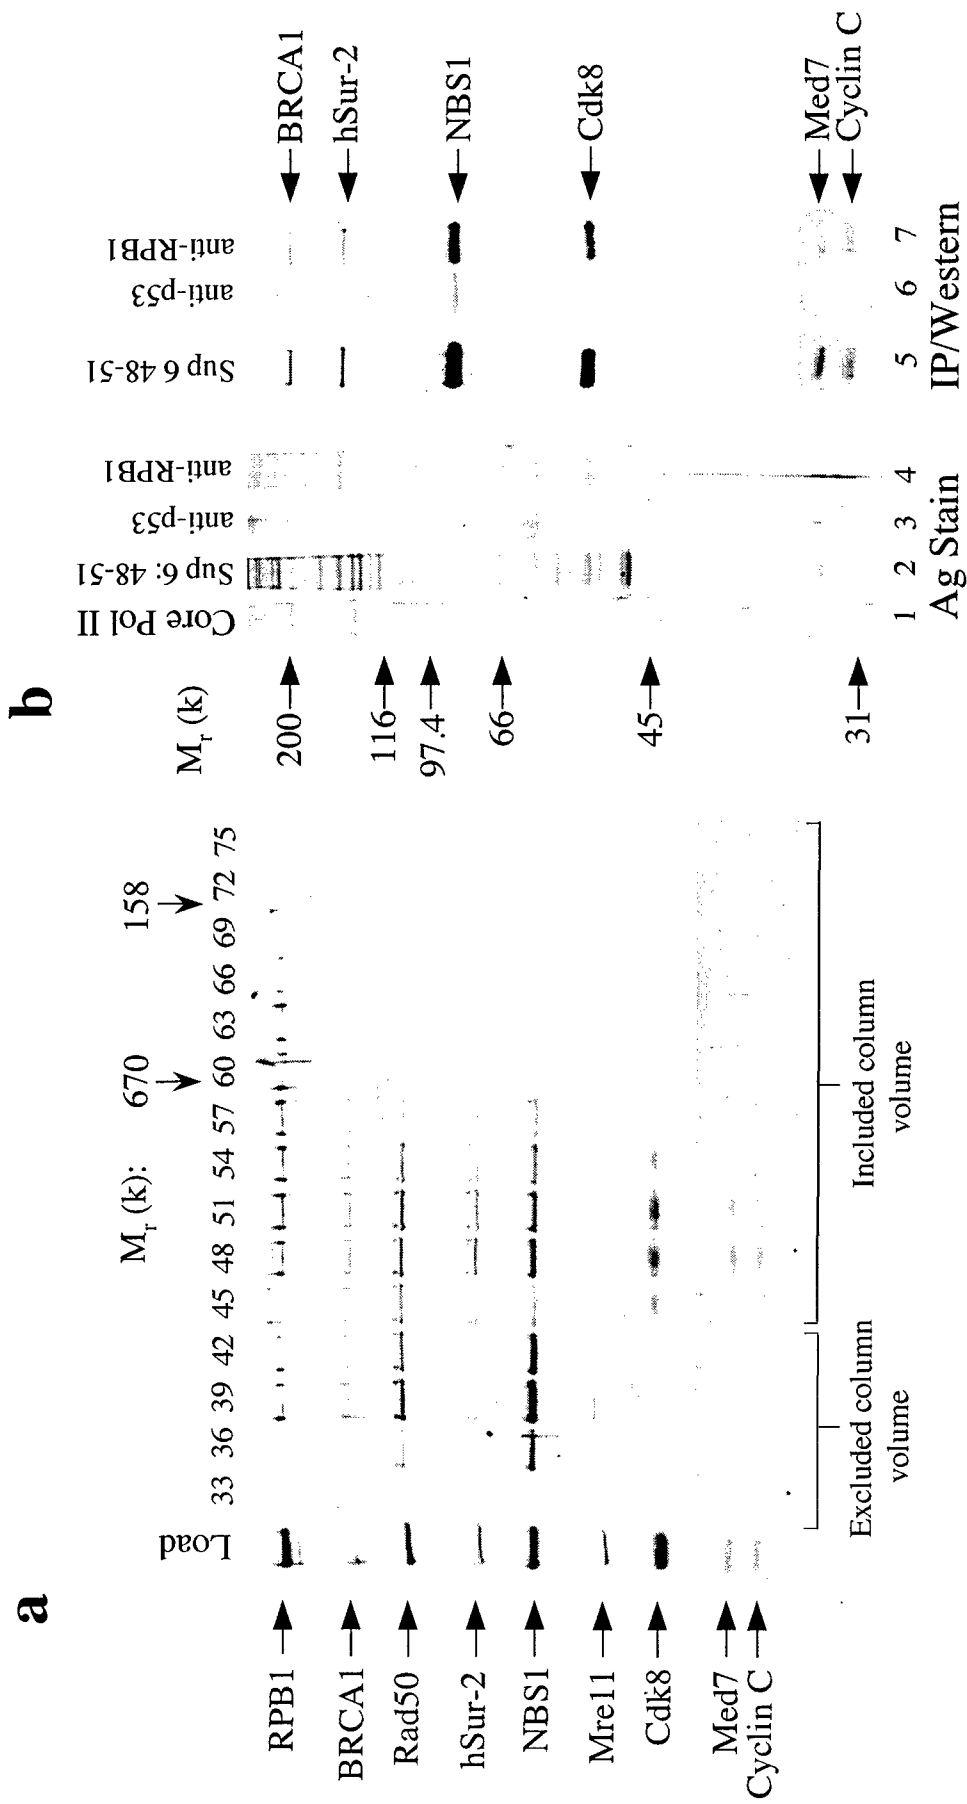 a
Load
33 36 39 42 45 48 51 54 57 60 63 66 69 72 75
M r (k):
670
158
RPB1
BRCA1
Rad50
hSur-2
NBS1
Mre11
Cdk8
Med7
Cyclin C
Excluded column
volume
Included column
volume
b
M r (k)
200
116
97.4
66
45
31
Core Pol II
Sup 6: 48-51
anti-p53
anti-RPB1
Sup 6 48-51
anti-p53
anti-RPB1
BRCA1
hSur-2
NBS1
Cdk8
Med7
Cyclin C
1 2 3 4 5 6 7
Ag Stain
IP/Western